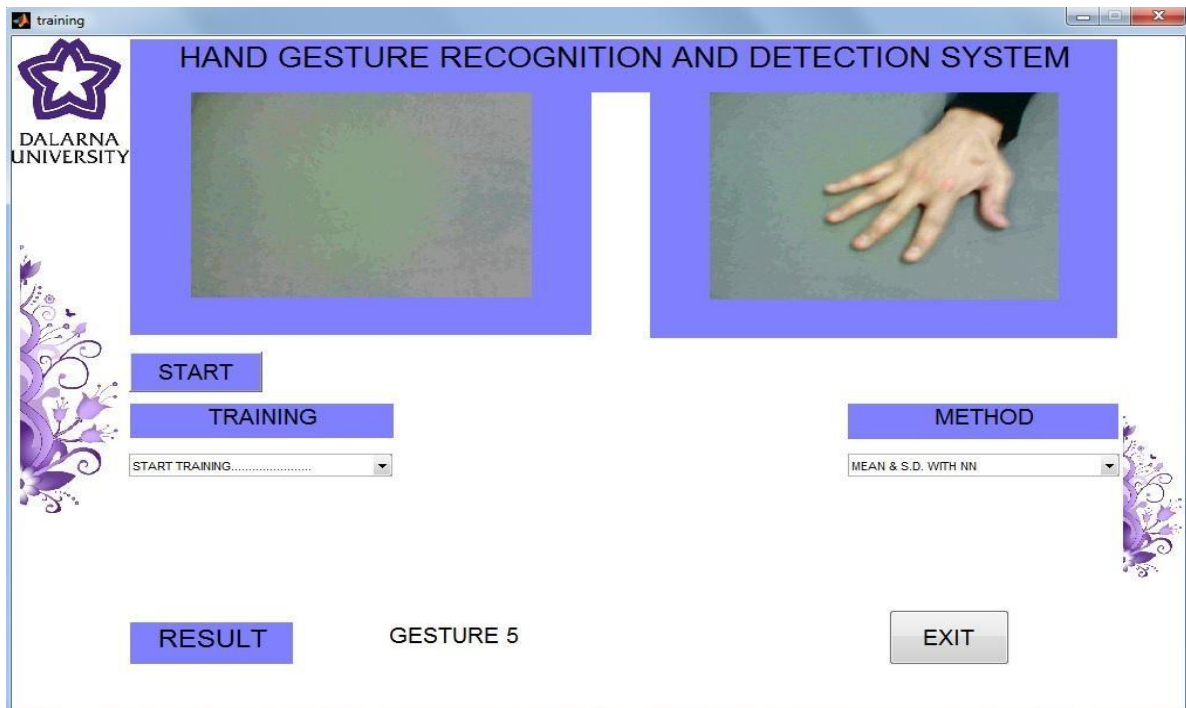 training
HAND GESTURE RECOGNITION AND DETECTION SYSTEM
DALARNA
UNIVERSITY
START
TRAINING
METHOD
START TRAINING.......................
MEAN & S.D. WITH NN
RESULT
GESTURE 5
EXIT